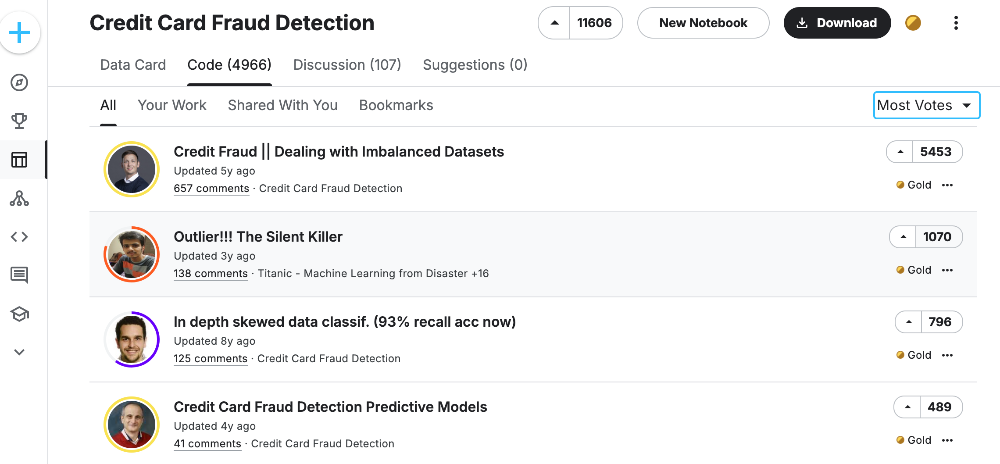 Credit Card Fraud Detection
11606
New Notebook
Download
Data Card
Code (4966)
Discussion (107)
Suggestions (0)
All
Your Work
Shared With You
Bookmarks
Most Votes
Credit Fraud || Dealing with Imbalanced Datasets
5453
Updated 5y ago
657 comments · Credit Card Fraud Detection
Gold
Outlier!!! The Silent Killer
1070
Updated 3y ago
138 comments · Titanic - Machine Learning from Disaster +16
Gold
In depth skewed data classif. (93% recall acc now)
796
Updated 8y ago
125 comments · Credit Card Fraud Detection
Gold
Credit Card Fraud Detection Predictive Models
489
Updated 4y ago
41 comments · Credit Card Fraud Detection
Gold